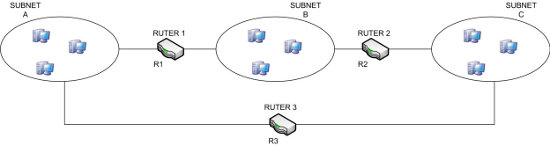 SUBNET
A
RUTER 1
R1
SUBNET
B
RUTER 2
R2
SUBNET
C
RUTER 3
R3